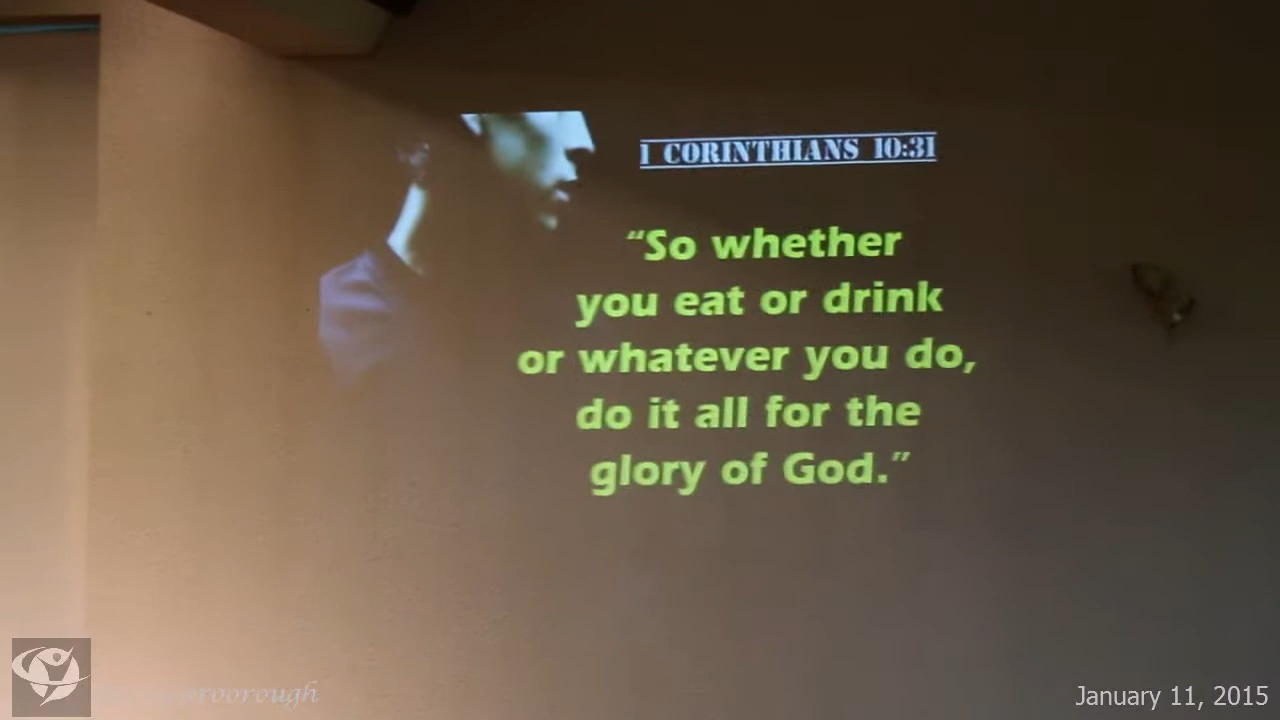 1 CORINTHIANS 10:31
“So whether
you eat or drink
or whatever you do,
do it all for the
glory of God.”
January 11, 2015